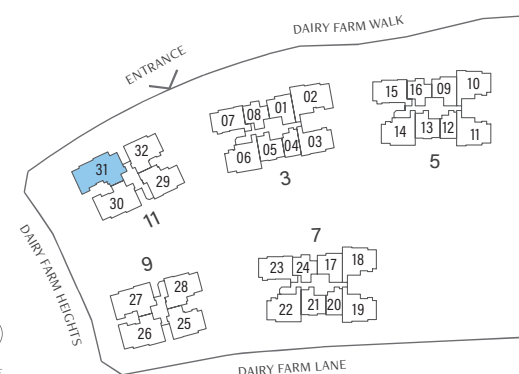 DAIRY FARM WALK
ENTRANCE
15 16 09 10
14 13 12 11
5
07 08 01 02
06 05 04 03
3
31 32
30 29
11
9
27 28
26 25
7
23 24 17 18
22 21 20 19
DAIRY FARM HEIGHTS
DAIRY FARM LANE